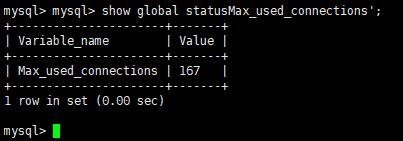 mysql> mysql> show global statusMax_used_connections';
+----------------------+-------+
| Variable_name        | Value |
+----------------------+-------+
| Max_used_connections | 167   |
+----------------------+-------+
1 row in set (0.00 sec)
mysql>